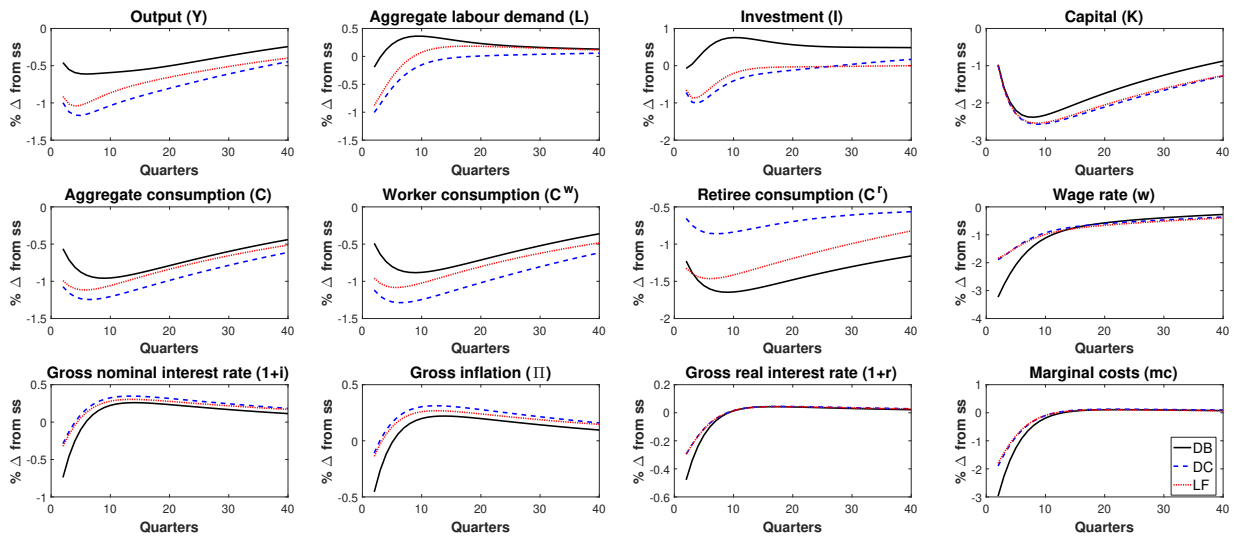 Output (Y) Aggregate labour demand (L) Investment (I) Capital (K)
% Δ from ss % Δ from ss % Δ from ss % Δ from ss
0 0.5 1 0
-0.5 0 0 -1
-1 -0.5 -1 -2
-1.5 -1 -2 -3
-1.5
0 10 20 30 40 0 10 20 30 40 0 10 20 30 40 0 10 20 30 40
Quarters Quarters Quarters Quarters
Aggregate consumption (C) Worker consumption (C^w) Retiree consumption (C^r) Wage rate (w)
% Δ from ss % Δ from ss % Δ from ss % Δ from ss
0 0 -0.5 0
-0.5 -0.5 -1 -1
-1 -1 -1.5 -2
-1.5 -1.5 -2 -3
-4
0 10 20 30 40 0 10 20 30 40 0 10 20 30 40 0 10 20 30 40
Quarters Quarters Quarters Quarters
Gross nominal interest rate (1+i) Gross inflation (Π) Gross real interest rate (1+r) Marginal costs (mc)
% Δ from ss % Δ from ss % Δ from ss % Δ from ss
0.5 0.5 0.2 1
0 0 0 0
-0.5 -0.5 -0.2 -1
-1 -0.4 -2
-0.6 -3
DB
DC
LF
0 10 20 30 40 0 10 20 30 40 0 10 20 30 40 0 10 20 30 40
Quarters Quarters Quarters Quarters